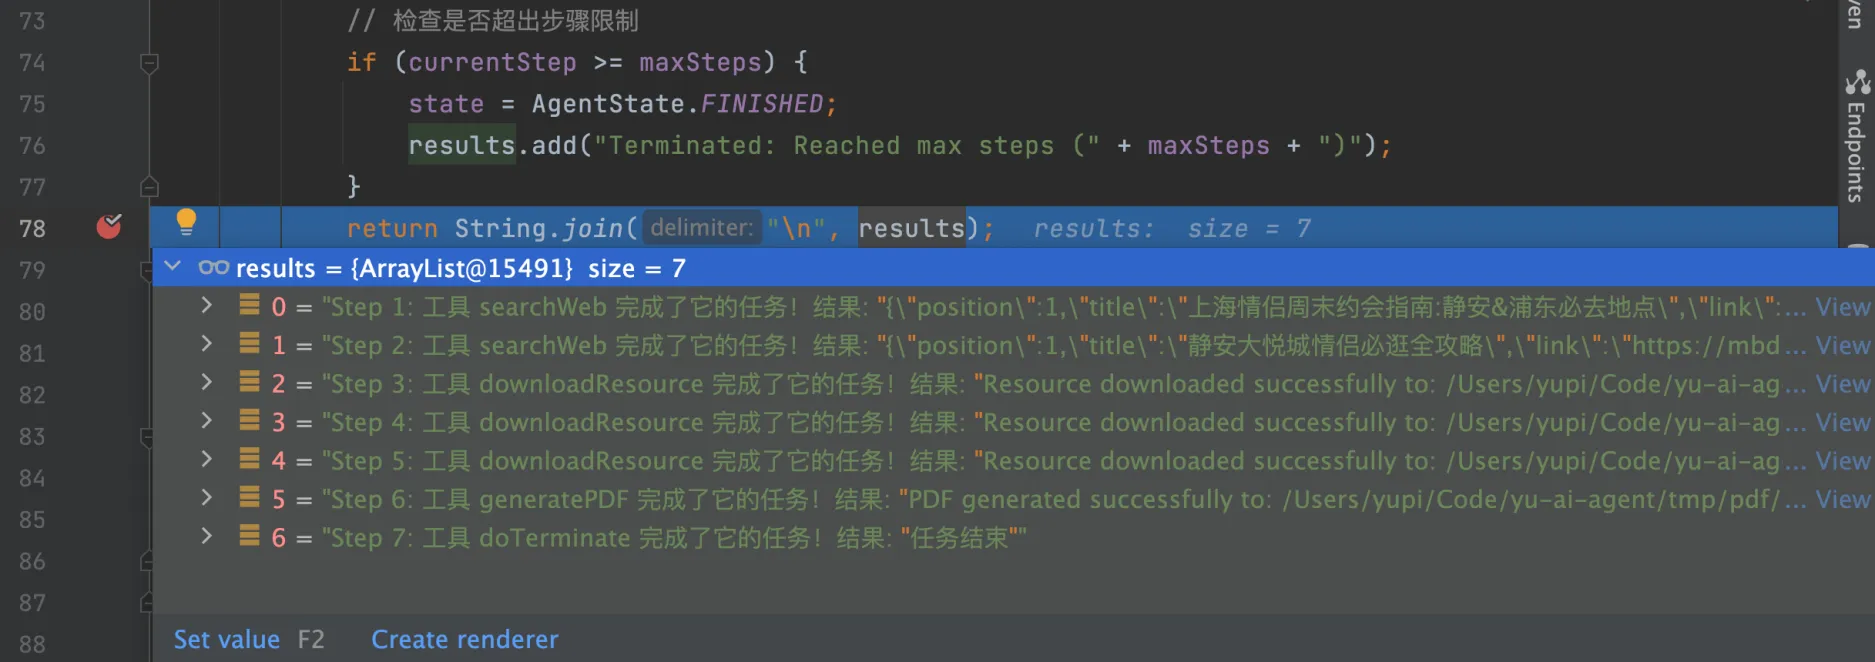 73 // 检查是否超出步骤限制
74 if (currentStep >= maxSteps) {
75 state = AgentState.FINISHED;
76 results.add("Terminated: Reached max steps (" + maxSteps + ")");
77 }
78 return String.join( delimiter: "\n", results); results: size = 7
79 results = {ArrayList@15491} size = 7
80 0 = "Step 1: 工具 searchWeb 完成了它的任务！结果: "{\"position\":1,\"title\":\"上海情侣周末约会指南:静安&浦东必去地点\",\"link\":... View
81 1 = "Step 2: 工具 searchWeb 完成了它的任务！结果: "{\"position\":1,\"title\":\"静安大悦城情侣必逛全攻略\",\"link\":\"https://mbd... View
82 2 = "Step 3: 工具 downloadResource 完成了它的任务！结果: "Resource downloaded successfully to: /Users/yupi/Code/yu-ai-ag... View
83 3 = "Step 4: 工具 downloadResource 完成了它的任务！结果: "Resource downloaded successfully to: /Users/yupi/Code/yu-ai-ag... View
84 4 = "Step 5: 工具 downloadResource 完成了它的任务！结果: "Resource downloaded successfully to: /Users/yupi/Code/yu-ai-ag... View
85 5 = "Step 6: 工具 generatePDF 完成了它的任务！结果: "PDF generated successfully to: /Users/yupi/Code/yu-ai-agent/tmp/pdf/... View
86 6 = "Step 7: 工具 doTerminate 完成了它的任务！结果: "任务结束""
87
88 Set value F2 Create renderer
ven
Endpoints